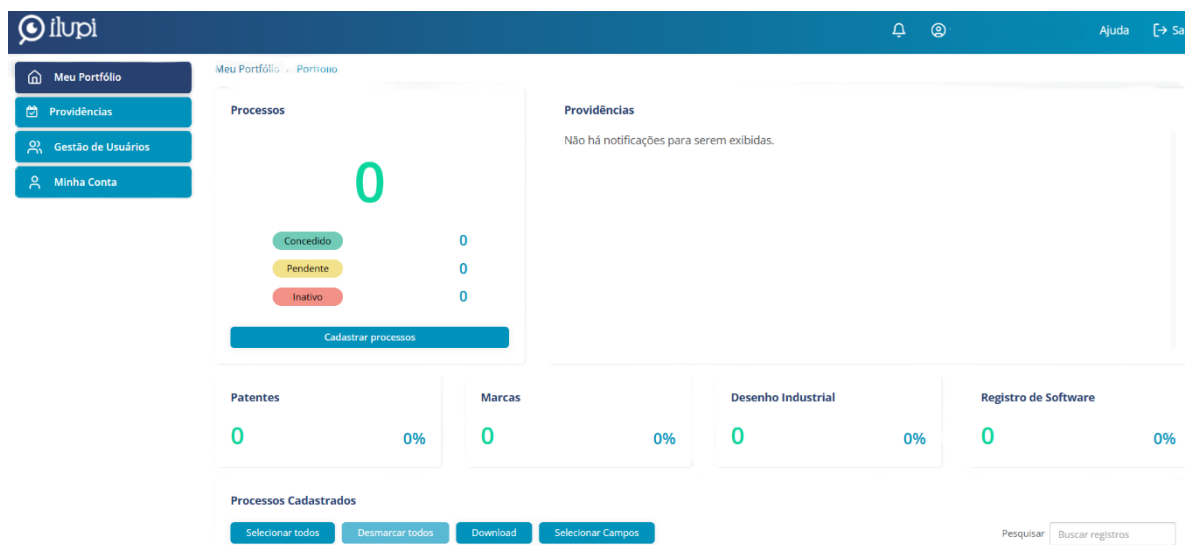 ilupi
Ajuda
Sa
Meu Portfólio
Providências
Gestão de Usuários
Minha Conta
Meu Portfólio / Portfolio
Processos
0
Concedido 0
Pendente 0
Inativo 0
Cadastrar processos
Providências
Não há notificações para serem exibidas.
Patentes
0 0%
Marcas
0 0%
Desenho Industrial
0 0%
Registro de Software
0 0%
Processos Cadastrados
Selecionar todos Desmarcar todos Download Selecionar Campos
Pesquisar Buscar registros